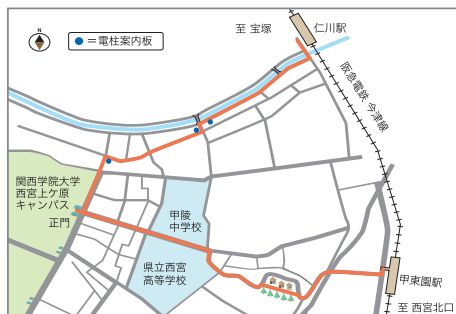 至 宝塚
仁川駅
N
●＝電柱案内板
阪急電鉄 今津線
関西学院大学
西宮上ケ原
キャンパス
正門
甲陵
中学校
県立西宮
高等学校
甲東園駅
至 西宮北口